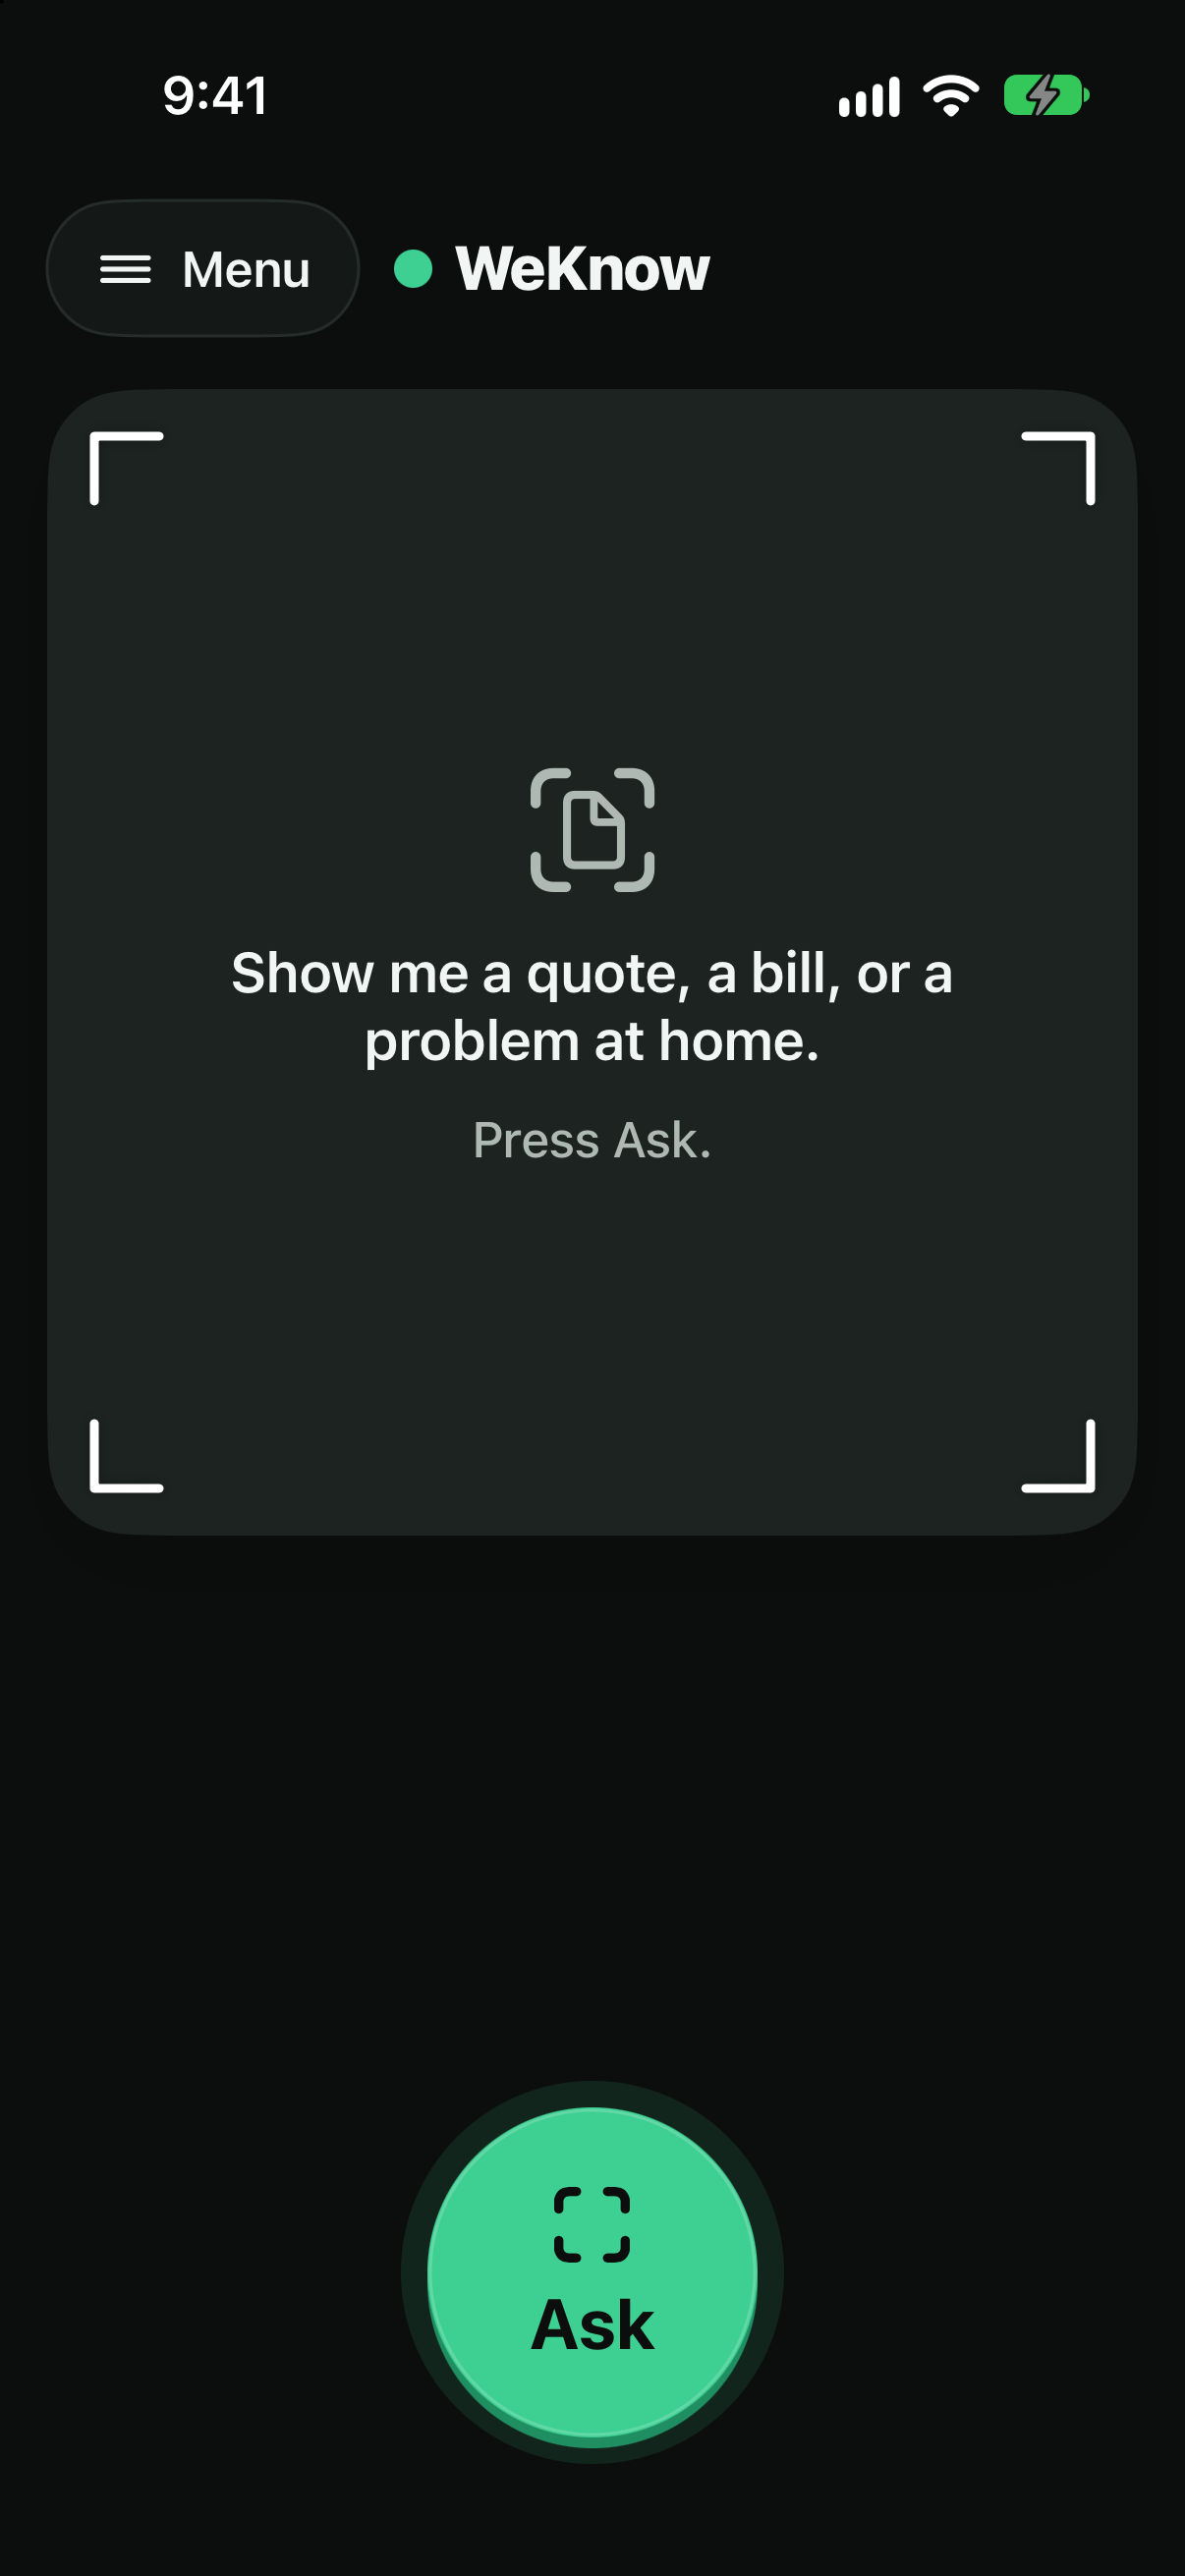 9:41
Menu
WeKnow
Show me a quote, a bill, or a
problem at home.
Press Ask.
Ask